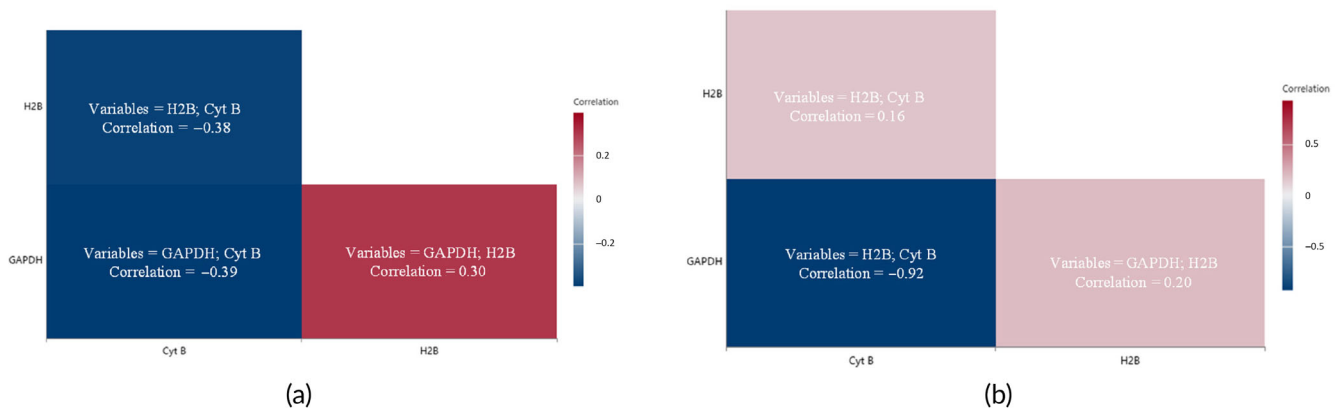 H2B
Variables = H2B; Cyt B
Correlation = −0.38
GAPDH
Variables = GAPDH; Cyt B
Correlation = −0.39
Variables = GAPDH; H2B
Correlation = 0.30
Cyt B
H2B
Correlation
0.2
0
−0.2
(a)
H2B
Variables = H2B; Cyt B
Correlation = 0.16
GAPDH
Variables = H2B; Cyt B
Correlation = −0.92
Variables = GAPDH; H2B
Correlation = 0.20
Cyt B
H2B
Correlation
0.5
0
−0.5
(b)